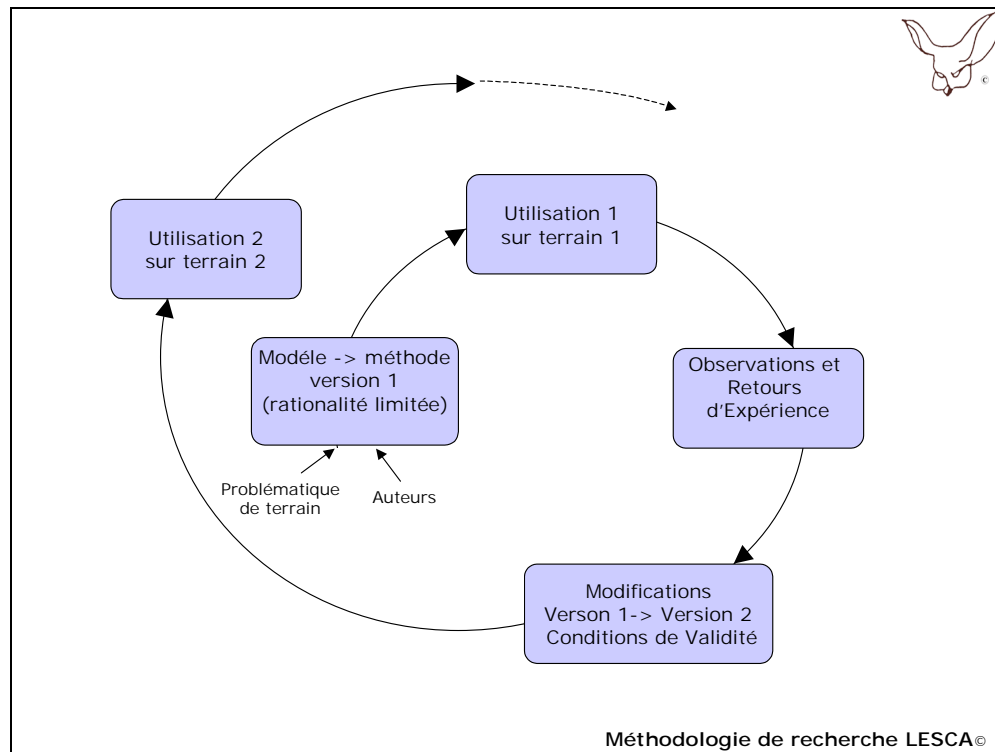 ©
Utilisation 1
sur terrain 1
Utilisation 2
sur terrain 2
Modéle -> méthode
version 1
(rationalité limitée)
Observations et
Retours
d'Expérience
Problématique
de terrain
Auteurs
Modifications
Verson 1-> Version 2
Conditions de Validité
Méthodologie de recherche LESCA©